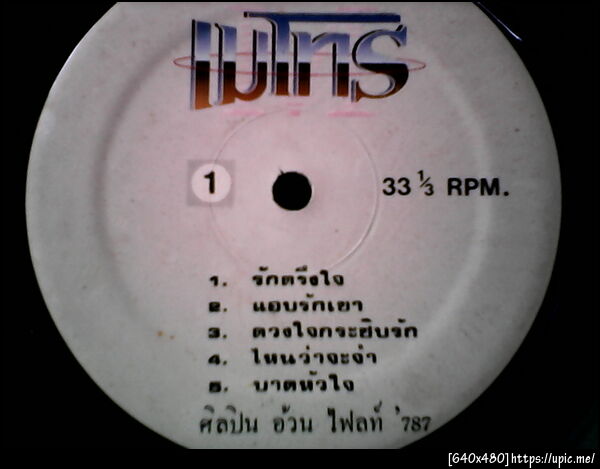 เมโทร
1
33 ⅓ RPM.
1. รักตรึงใจ
2. แอบรักเขา
3. ดวงใจกระซิบรัก
4. ไหนว่าจะจำ
5. บาดหัวใจ
ศิลปิน อ้วน ไฟลท์ '787
[640x480]https://upic.me/